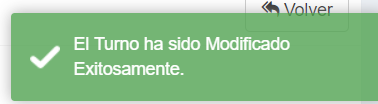 Volver
El Turno ha sido Modificado
Exitosamente.